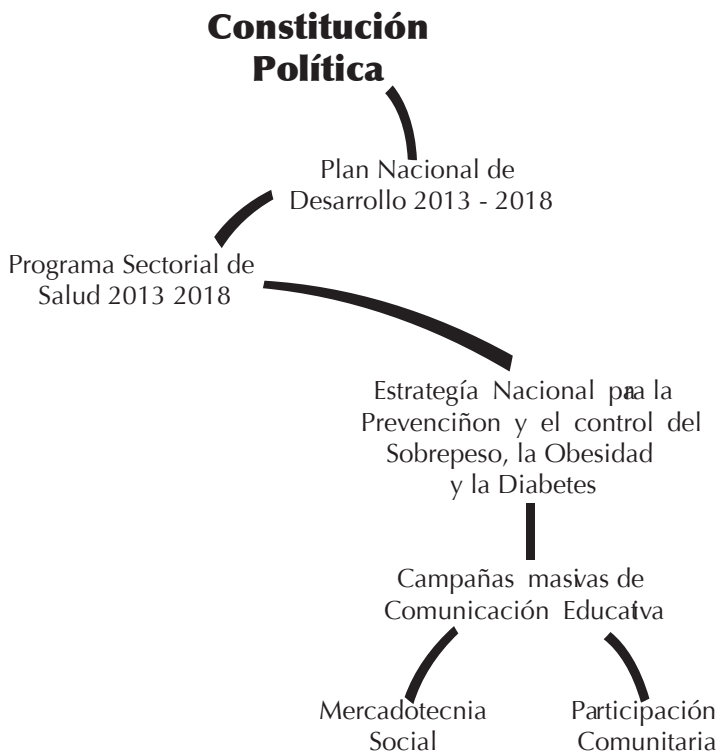 Constitución
Política
Plan Nacional de
Desarrollo 2013 - 2018
Programa Sectorial de
Salud 2013 2018
Estrategía Nacional para la
Prevenciñon y el control del
Sobrepeso, la Obesidad
y la Diabetes
Campañas masivas de
Comunicación Educativa
Mercadotecnia
Social
Participación
Comunitaria